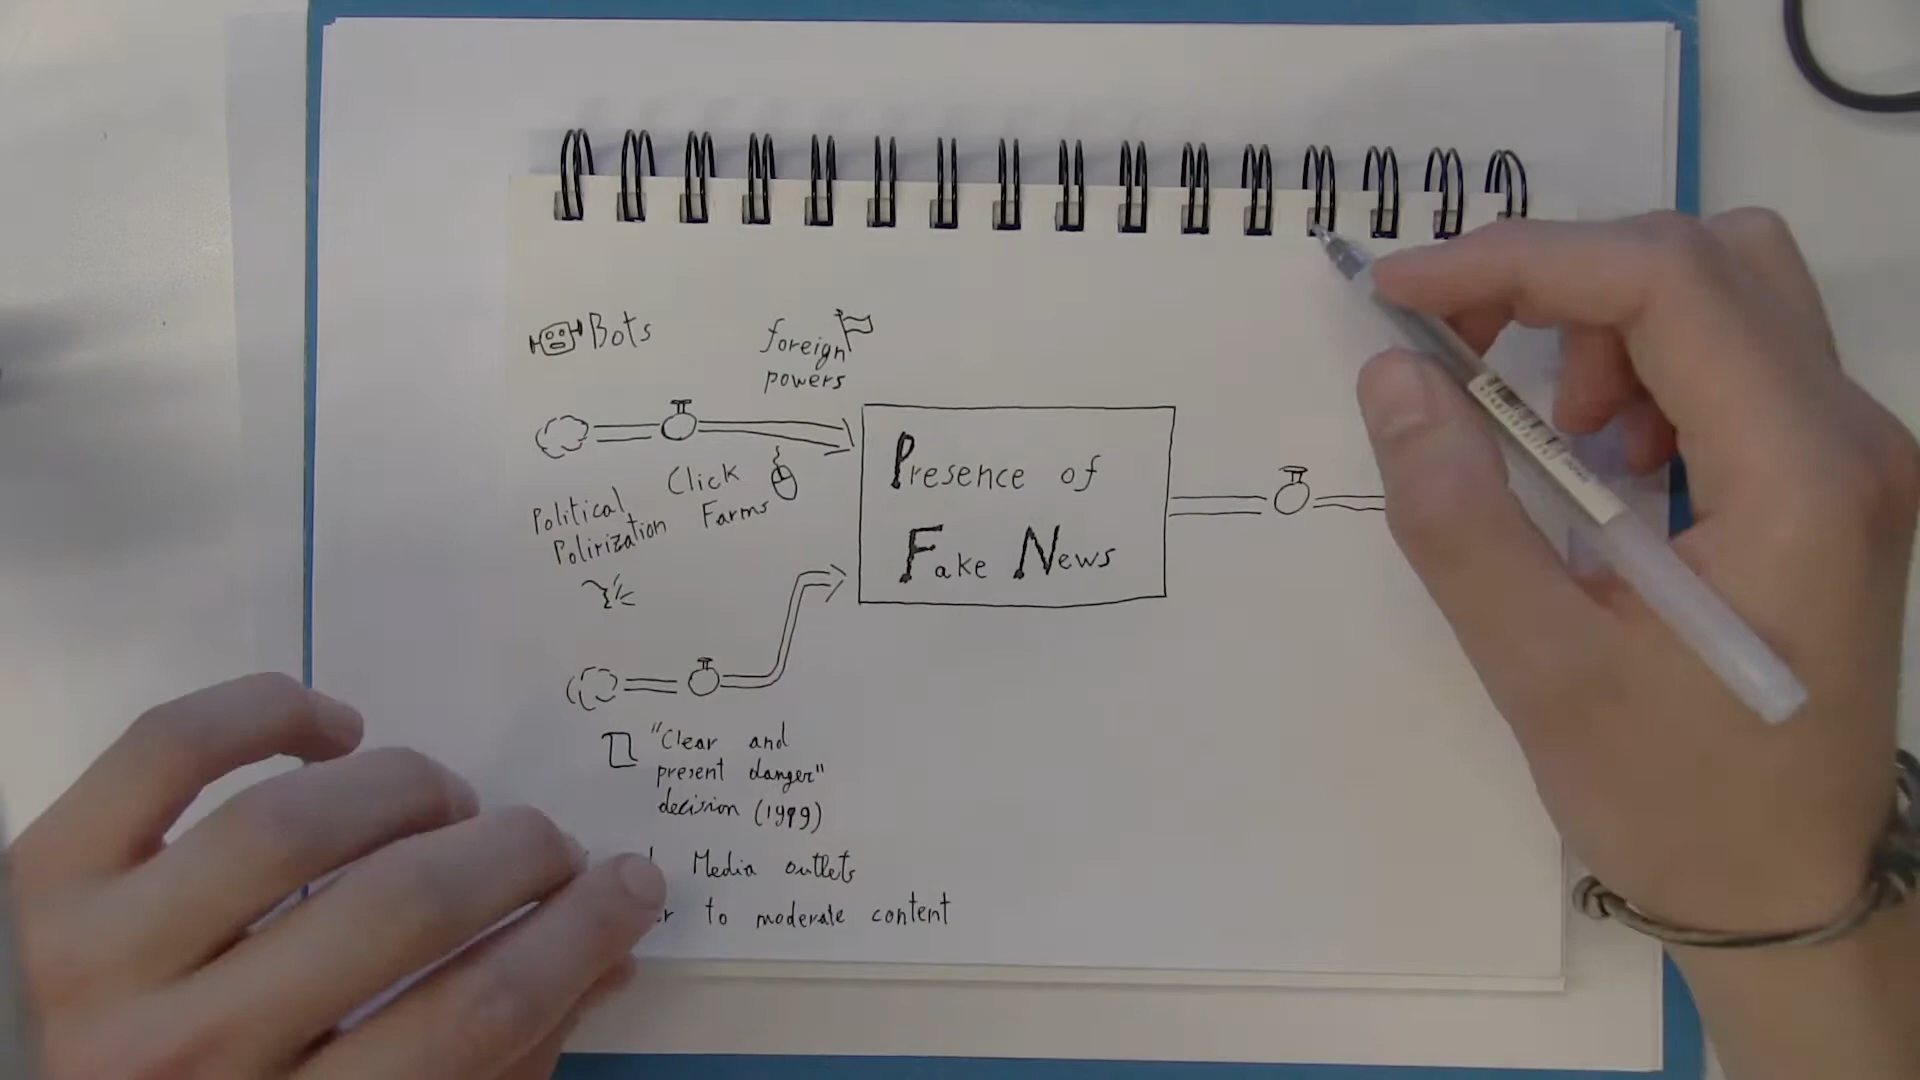 Bots
foreign
powers
Click
Farms
Political
Polirization
Presence of
Fake News
"Clear and
present danger"
decision (1999)
Media outlets
to moderate content